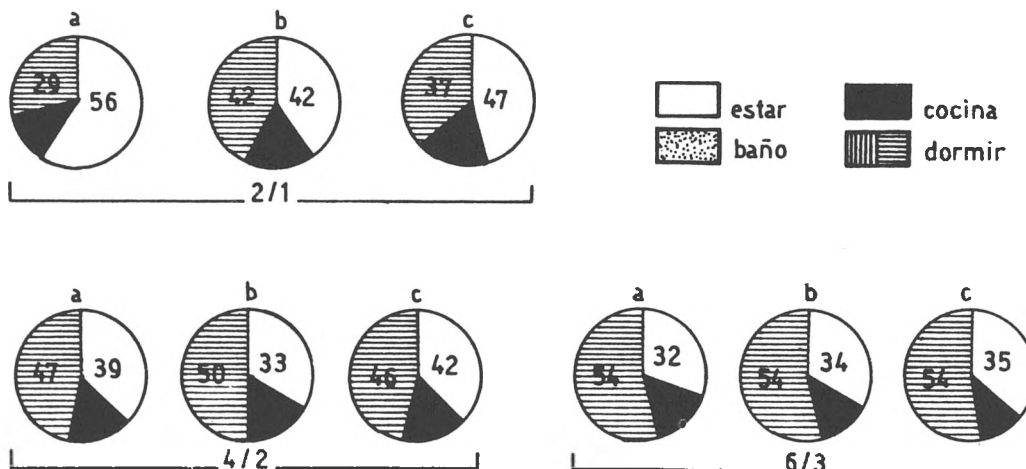 a b c
29 56 42 42 37 47
estar cocina
baño dormir
2/1
a b c
47 39 50 33 46 42
4/2
a b c
54 32 54 34 54 35
6/3